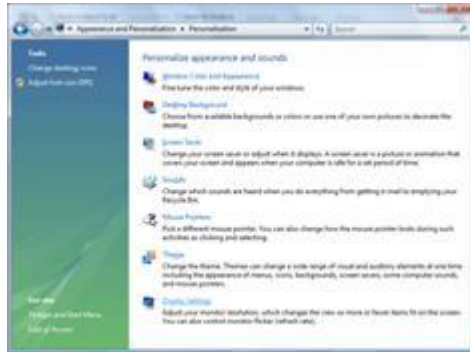 Appearance and Personalization ▸ Personalization
Search
Tasks
Change desktop icons
Adjust font size (DPI)
Personalize appearance and sounds
Window Color and Appearance
Fine tune the color and style of your windows.
Desktop Background
Choose from available backgrounds or colors or use one of your own pictures to decorate the
desktop.
Screen Saver
Change your screen saver or adjust when it displays. A screen saver is a picture or animation that
covers your screen and appears when your computer is idle for a set period of time.
Sounds
Change which sounds are heard when you do everything from getting e-mail to emptying your
Recycle Bin.
Mouse Pointers
Pick a different mouse pointer. You can also change how the mouse pointer looks during such
activities as clicking and selecting.
Theme
Change the theme. Themes can change a wide range of visual and auditory elements at one time
including the appearance of menus, icons, backgrounds, screen savers, some computer sounds,
and mouse pointers.
Display Settings
Adjust your monitor resolution, which changes the view so more or fewer items fit on the screen.
You can also control monitor flicker (refresh rate).
See also
Taskbar and Start Menu
Ease of Access